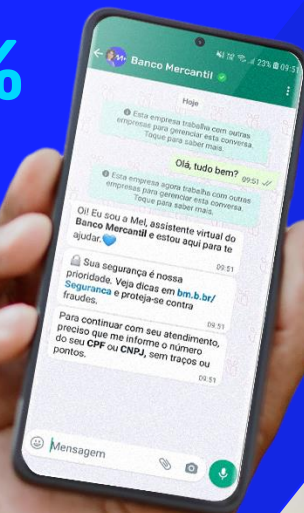 %
23% 09:51
Banco Mercantil
Hoje
Esta empresa trabalha com outras
empresas para gerenciar esta conversa.
Toque para saber mais.
Olá, tudo bem? 09:51
Esta empresa agora trabalha com outras
empresas para gerenciar esta conversa.
Toque para saber mais.
Oi! Eu sou a Mel, assistente virtual do
Banco Mercantil e estou aqui para te
ajudar.💙
09:51
Sua segurança é nossa
prioridade. Veja dicas em bm.b.br/
Seguranca e proteja-se contra
fraudes.
09:51
Para continuar com seu atendimento,
preciso que me informe o número
do seu CPF ou CNPJ, sem traços ou
pontos.
09:51
Mensagem